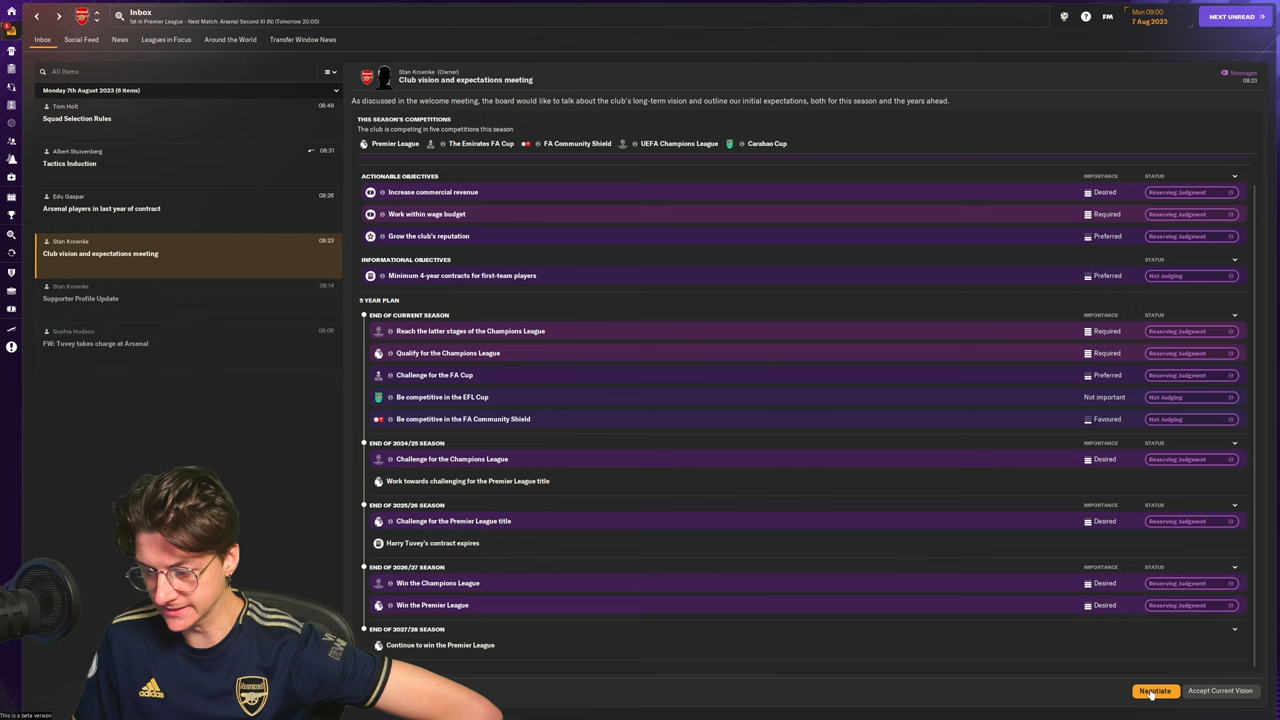 Inbox
1st in Premier League - Next Match: Arsenal Second XI (N) (Tomorrow 20:00)
FM
Mon 09:00
7 Aug 2023
NEXT UNREAD
Inbox
Social Feed
News
Leagues in Focus
Around the World
Transfer Window News
All Items
Monday 7th August 2023 (6 items)
Tom Holt
08:49
Squad Selection Rules
Albert Stuivenberg
08:31
Tactics Induction
Edu Gaspar
08:26
Arsenal players in last year of contract
Stan Kroenke
08:23
Club vision and expectations meeting
Stan Kroenke
08:14
Supporter Profile Update
Sophia Hudson
08:05
FW: Tuvey takes charge at Arsenal
Stan Kroenke (Owner)
Club vision and expectations meeting
Messages
08:23
As discussed in the welcome meeting, the board would like to talk about the club's long-term vision and outline our initial expectations, both for this season and the years ahead.
THIS SEASON'S COMPETITIONS
The club is competing in five competitions this season
Premier League
The Emirates FA Cup
FA Community Shield
UEFA Champions League
Carabao Cup
ACTIONABLE OBJECTIVES IMPORTANCE STATUS
Increase commercial revenue Desired Reserving Judgment
Work within wage budget Required Reserving Judgment
Grow the club's reputation Preferred Reserving Judgment
INFORMATIONAL OBJECTIVES STATUS
Minimum 4-year contracts for first-team players Preferred Not Judging
5 YEAR PLAN
END OF CURRENT SEASON IMPORTANCE STATUS
Reach the latter stages of the Champions League Required Reserving Judgment
Qualify for the Champions League Required Reserving Judgment
Challenge for the FA Cup Preferred Reserving Judgment
Be competitive in the EFL Cup Not important Not Judging
Be competitive in the FA Community Shield Favoured Not Judging
END OF 2024/25 SEASON IMPORTANCE STATUS
Challenge for the Champions League Desired Reserving Judgment
Work towards challenging for the Premier League title
END OF 2025/26 SEASON IMPORTANCE STATUS
Challenge for the Premier League title Desired Reserving Judgment
Harry Tuvey's contract expires
END OF 2026/27 SEASON IMPORTANCE STATUS
Win the Champions League Desired Reserving Judgment
Win the Premier League Desired Reserving Judgment
END OF 2027/28 SEASON
Continue to win the Premier League
Negotiate
Accept Current Vision
Arsenal
This is a beta version